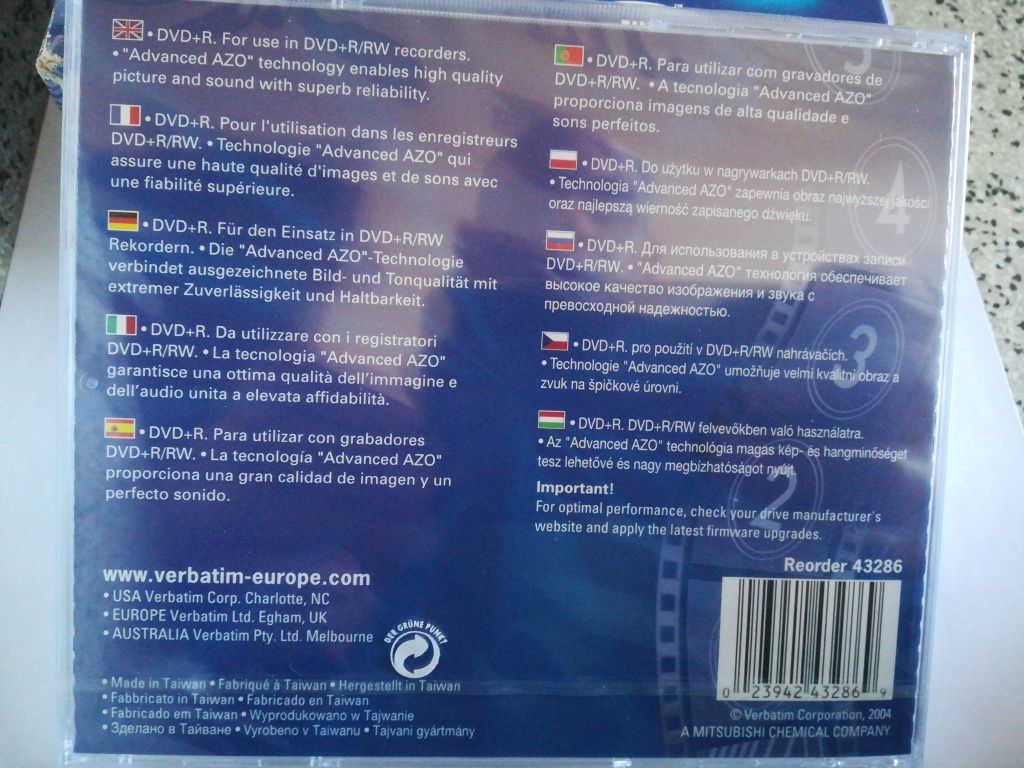 • DVD+R. For use in DVD+R/RW recorders.
• "Advanced AZO" technology enables high quality
picture and sound with superb reliability.
• DVD+R. Pour l'utilisation dans les enregistreurs
DVD+R/RW. • Technologie "Advanced AZO" qui
assure une haute qualité d'images et de sons avec
une fiabilité supérieure.
• DVD+R. Für den Einsatz in DVD+R/RW
Rekordern. • Die "Advanced AZO"-Technologie
verbindet ausgezeichnete Bild- und Tonqualität mit
extremer Zuverlässigkeit und Haltbarkeit.
• DVD+R. Da utilizzare con i registratori
DVD+R/RW. • La tecnologia "Advanced AZO"
garantisce una ottima qualità dell'immagine e
dell'audio unita a elevata affidabilità.
• DVD+R. Para utilizar con grabadores
DVD+R/RW. • La tecnología "Advanced AZO"
proporciona una gran calidad de imagen y un
perfecto sonido.
• DVD+R. Para utilizar com gravadores de
DVD+R/RW. • A tecnologia "Advanced AZO"
proporciona imagens de alta qualidade e
sons perfeitos.
• DVD+R. Do użytku w nagrywarkach DVD+R/RW.
• Technologia "Advanced AZO" zapewnia obraz najwyższej jakości
oraz najlepszą wierność zapisanego dźwięku.
• DVD+R. Для использования в устройствах записи
DVD+R/RW. • "Advanced AZO" технология обеспечивает
высокое качество изображения и звука с
превосходной надежностью.
• DVD+R. pro použití v DVD+R/RW nahrávačích.
• Technologie "Advanced AZO" umožňuje velmi kvalitní obraz a
zvuk na špičkové úrovni.
• DVD+R. DVD+R/RW felvevőkben való használatra.
• Az "Advanced AZO" technológia magas kép- és hangminőséget
tesz lehetővé és nagy megbízhatóságot nyújt.
Important!
For optimal performance, check your drive manufacturer's
website and apply the latest firmware upgrades.
5
4
3
2
www.verbatim-europe.com
• USA Verbatim Corp. Charlotte, NC
• EUROPE Verbatim Ltd. Egham, UK
• AUSTRALIA Verbatim Pty. Ltd. Melbourne
DER GRÜNE PUNKT
• Made in Taiwan • Fabriqué à Taiwan • Hergestellt in Taiwan
• Fabbricato in Taiwan • Fabricado en Taiwan
• Fabricado em Taiwan • Wyprodukowano w Tajwanie
• Зделано в Тайване • Vyrobeno v Taiwanu • Tajvani gyártmány
Reorder 43286
0 23942 43286 9
© Verbatim Corporation, 2004
A MITSUBISHI CHEMICAL COMPANY